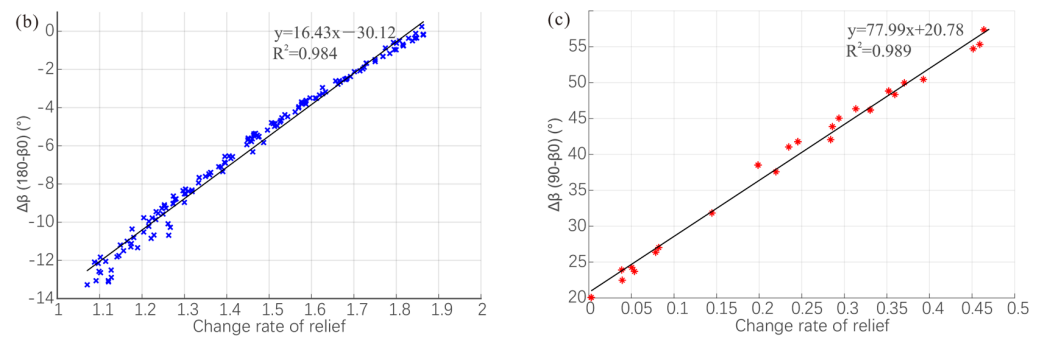 (b)
y=16.43x−30.12
R²=0.984
Δβ (180-β0) (°)
0
-2
-4
-6
-8
-10
-12
-14
1 1.1 1.2 1.3 1.4 1.5 1.6 1.7 1.8 1.9 2
Change rate of relief
(c)
y=77.99x+20.78
R²=0.989
Δβ (90-β0) (°)
55
50
45
40
35
30
25
20
0 0.05 0.1 0.15 0.2 0.25 0.3 0.35 0.4 0.45 0.5
Change rate of relief